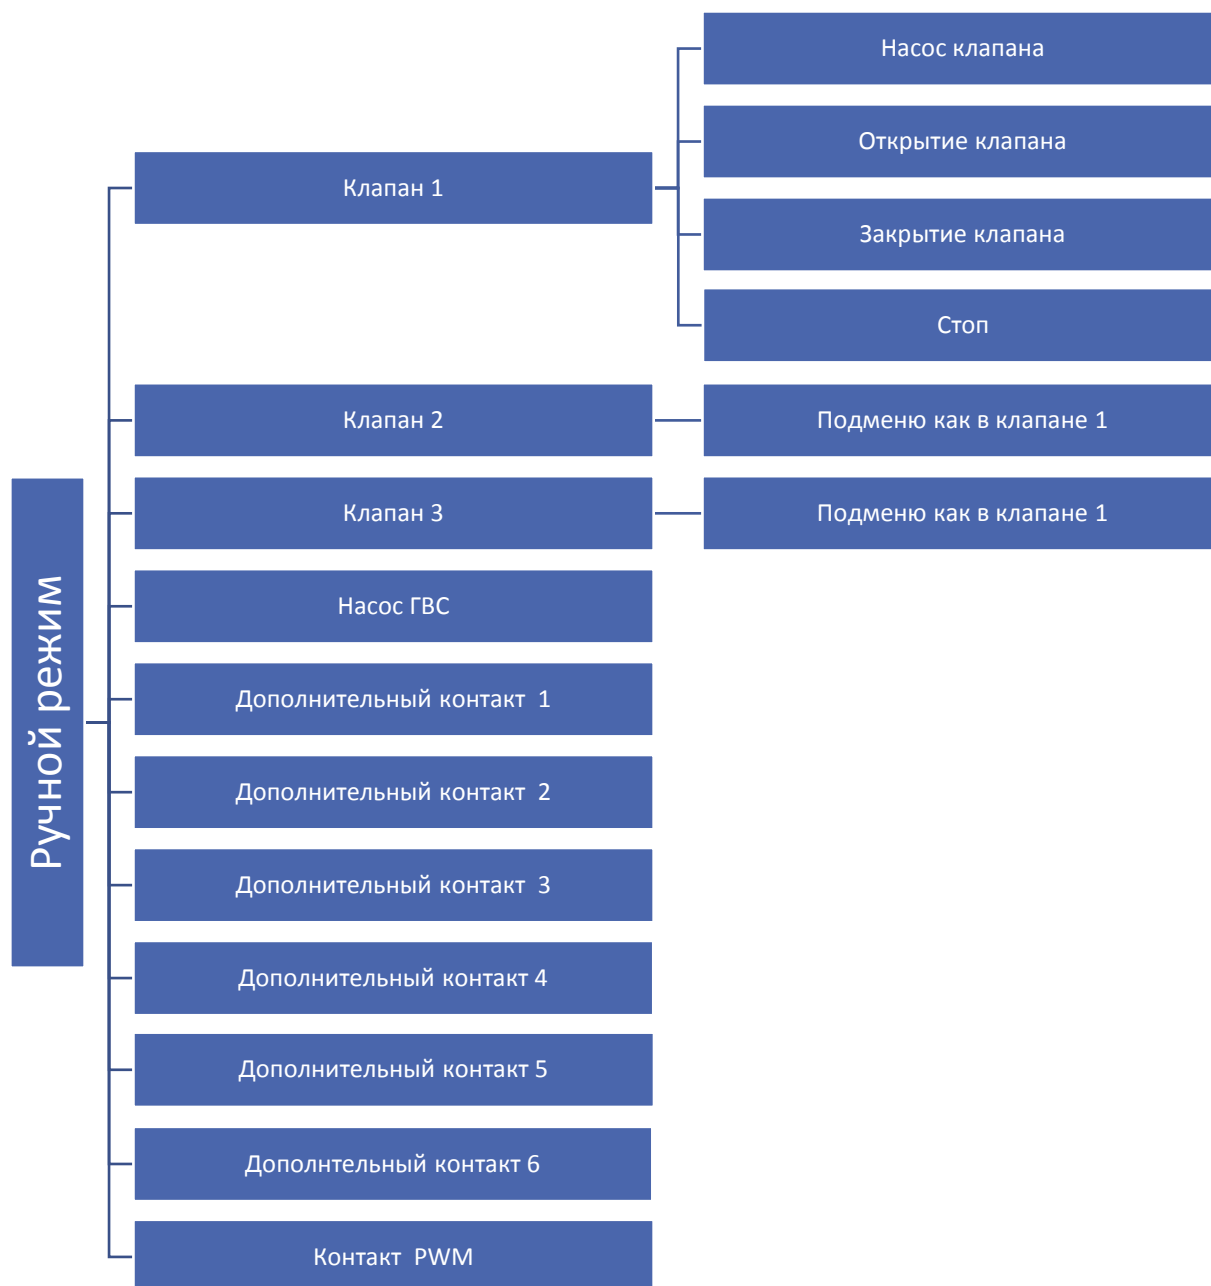 Ручной режим
Клапан 1
Насос клапана
Открытие клапана
Закрытие клапана
Стоп
Клапан 2
Подменю как в клапане 1
Клапан 3
Подменю как в клапане 1
Насос ГВС
Дополнительный контакт  1
Дополнительный контакт  2
Дополнительный контакт  3
Дополнительный контакт 4
Дополнительный контакт 5
Дополнтельный контакт 6
Контакт  PWM